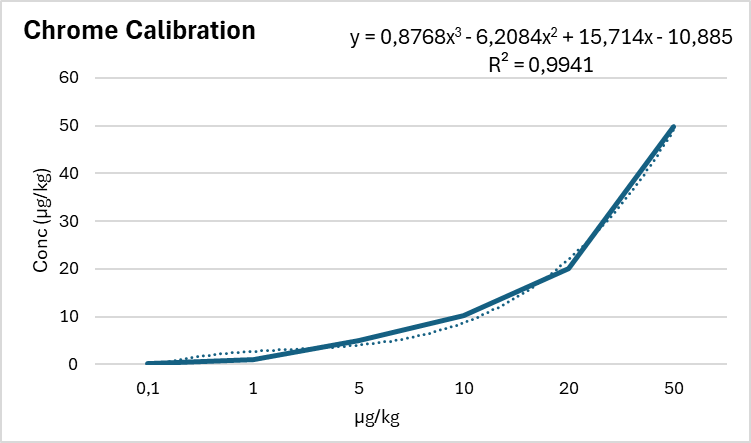 Chrome Calibration
y = 0,8768x³ - 6,2084x² + 15,714x - 10,885
R² = 0,9941
60
50
40
30
20
10
0
Conc (µg/kg)
0,1 1 5 10 20 50
µg/kg